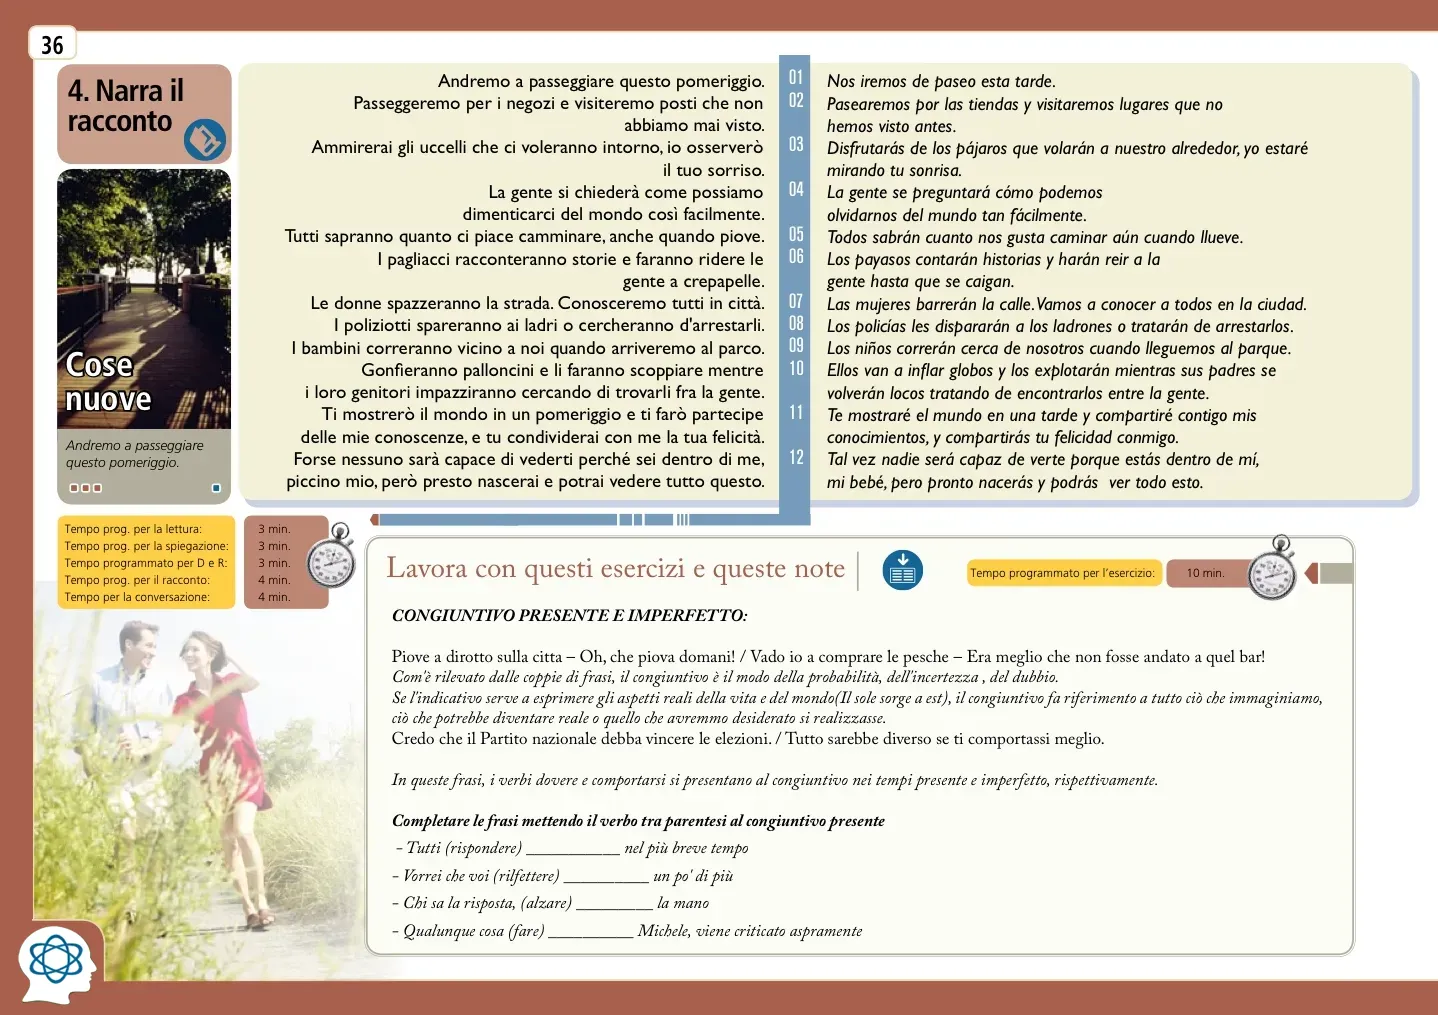 36
4. Narra il
racconto
Cose
nuove
Andremo a passeggiare
questo pomeriggio.
Andremo a passeggiare questo pomeriggio.
Passeggeremo per i negozi e visiteremo posti che non
abbiamo mai visto.
Ammirerai gli uccelli che ci voleranno intorno, io osserverò
il tuo sorriso.
La gente si chiederà come possiamo
dimenticarci del mondo così facilmente.
Tutti sapranno quanto ci piace camminare, anche quando piove.
I pagliacci racconteranno storie e faranno ridere le
gente a crepapelle.
Le donne spazzeranno la strada. Conosceremo tutti in città.
I poliziotti spareranno ai ladri o cercheranno d'arrestarli.
I bambini correranno vicino a noi quando arriveremo al parco.
Gonfieranno palloncini e li faranno scoppiare mentre
i loro genitori impazziranno cercando di trovarli fra la gente.
Ti mostrerò il mondo in un pomeriggio e ti farò partecipe
delle mie conoscenze, e tu condividerai con me la tua felicità.
Forse nessuno sarà capace di vederti perché sei dentro di me,
piccino mio, però presto nascerai e potrai vedere tutto questo.
01
02
03
04
05
06
07
08
09
10
11
12
Nos iremos de paseo esta tarde.
Pasearemos por las tiendas y visitaremos lugares que no
hemos visto antes.
Disfrutarás de los pájaros que volarán a nuestro alrededor, yo estaré
mirando tu sonrisa.
La gente se preguntará cómo podemos
olvidarnos del mundo tan fácilmente.
Todos sabrán cuanto nos gusta caminar aún cuando llueve.
Los payasos contarán historias y harán reir a la
gente hasta que se caigan.
Las mujeres barrerán la calle. Vamos a conocer a todos en la ciudad.
Los policías les dispararán a los ladrones o tratarán de arrestarlos.
Los niños correrán cerca de nosotros cuando lleguemos al parque.
Ellos van a inflar globos y los explotarán mientras sus padres se
volverán locos tratando de encontrarlos entre la gente.
Te mostraré el mundo en una tarde y compartiré contigo mis
conocimientos, y compartirás tu felicidad conmigo.
Tal vez nadie será capaz de verte porque estás dentro de mí,
mi bebé, pero pronto nacerás y podrás ver todo esto.
Tempo prog. per la lettura: 3 min.
Tempo prog. per la spiegazione: 3 min.
Tempo programmato per D e R: 3 min.
Tempo prog. per il racconto: 4 min.
Tempo per la conversazione: 4 min.
Lavora con questi esercizi e queste note
Tempo programmato per l'esercizio: 10 min.
CONGIUNTIVO PRESENTE E IMPERFETTO:
Piove a dirotto sulla citta – Oh, che piova domani! / Vado io a comprare le pesche – Era meglio che non fosse andato a quel bar!
Com'è rilevato dalle coppie di frasi, il congiuntivo è il modo della probabilità, dell'incertezza , del dubbio.
Se l'indicativo serve a esprimere gli aspetti reali della vita e del mondo(Il sole sorge a est), il congiuntivo fa riferimento a tutto ciò che immaginiamo,
ciò che potrebbe diventare reale o quello che avremmo desiderato si realizzasse.
Credo che il Partito nazionale debba vincere le elezioni. / Tutto sarebbe diverso se ti comportassi meglio.
In queste frasi, i verbi dovere e comportarsi si presentano al congiuntivo nei tempi presente e imperfetto, rispettivamente.
Completare le frasi mettendo il verbo tra parentesi al congiuntivo presente
- Tutti (rispondere) ___________ nel più breve tempo
- Vorrei che voi (rilfettere) __________ un po' di più
- Chi sa la risposta, (alzare) _________ la mano
- Qualunque cosa (fare) __________ Michele, viene criticato aspramente